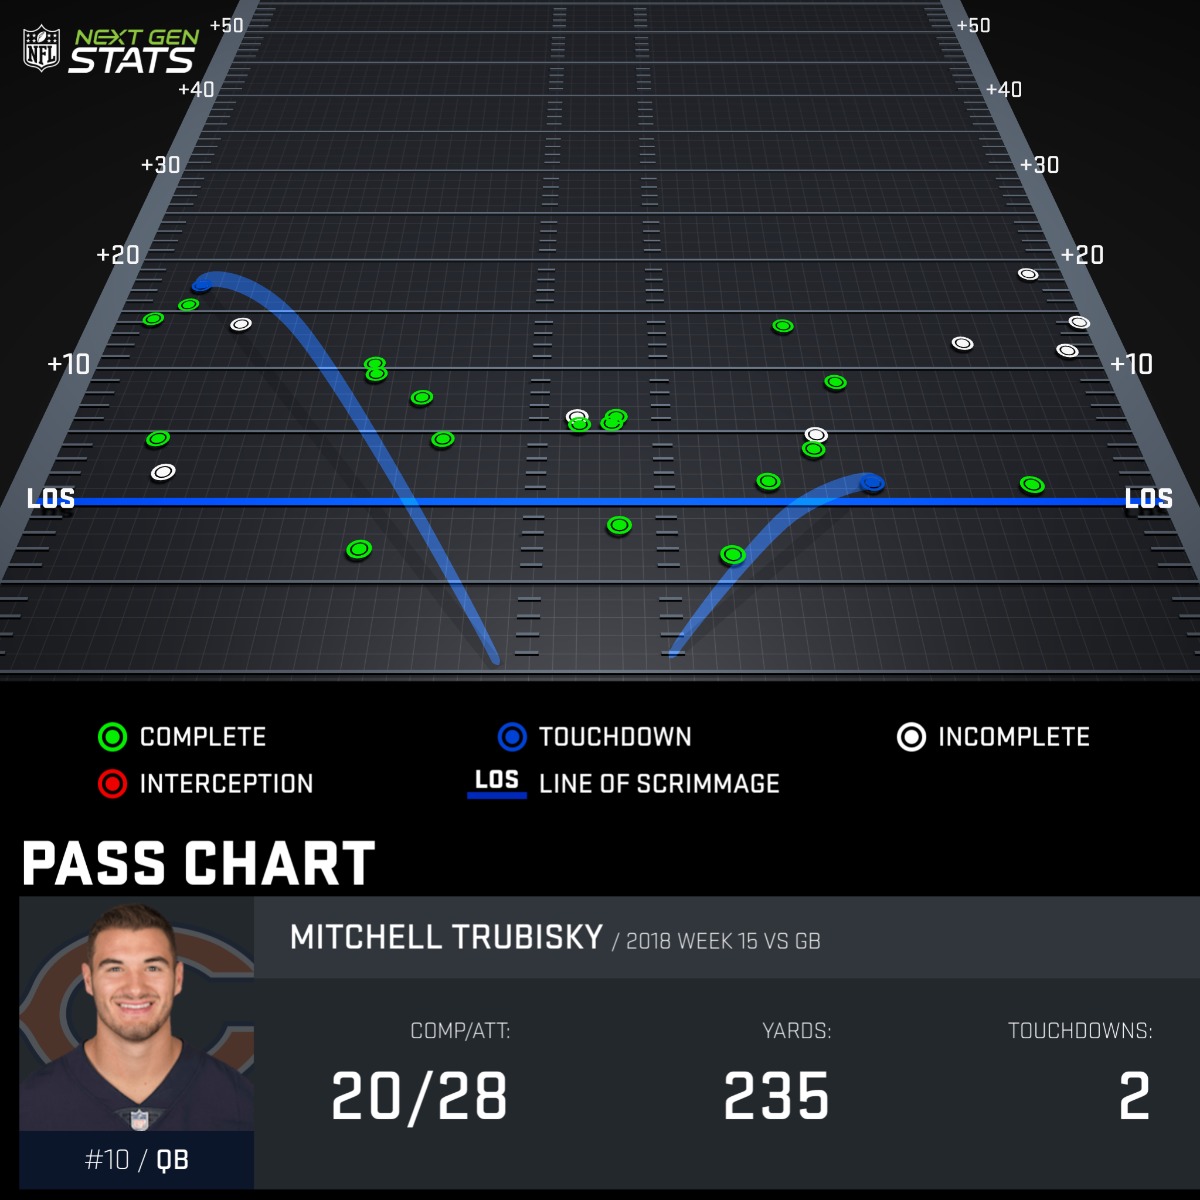 NFL NEXT GEN STATS
+50 +50
+40 +40
+30 +30
+20 +20
+10 +10
LOS LOS
COMPLETE TOUCHDOWN INCOMPLETE
INTERCEPTION LOS LINE OF SCRIMMAGE
PASS CHART
MITCHELL TRUBISKY / 2018 WEEK 15 VS GB
COMP/ATT: YARDS: TOUCHDOWNS:
20/28 235 2
#10 / QB